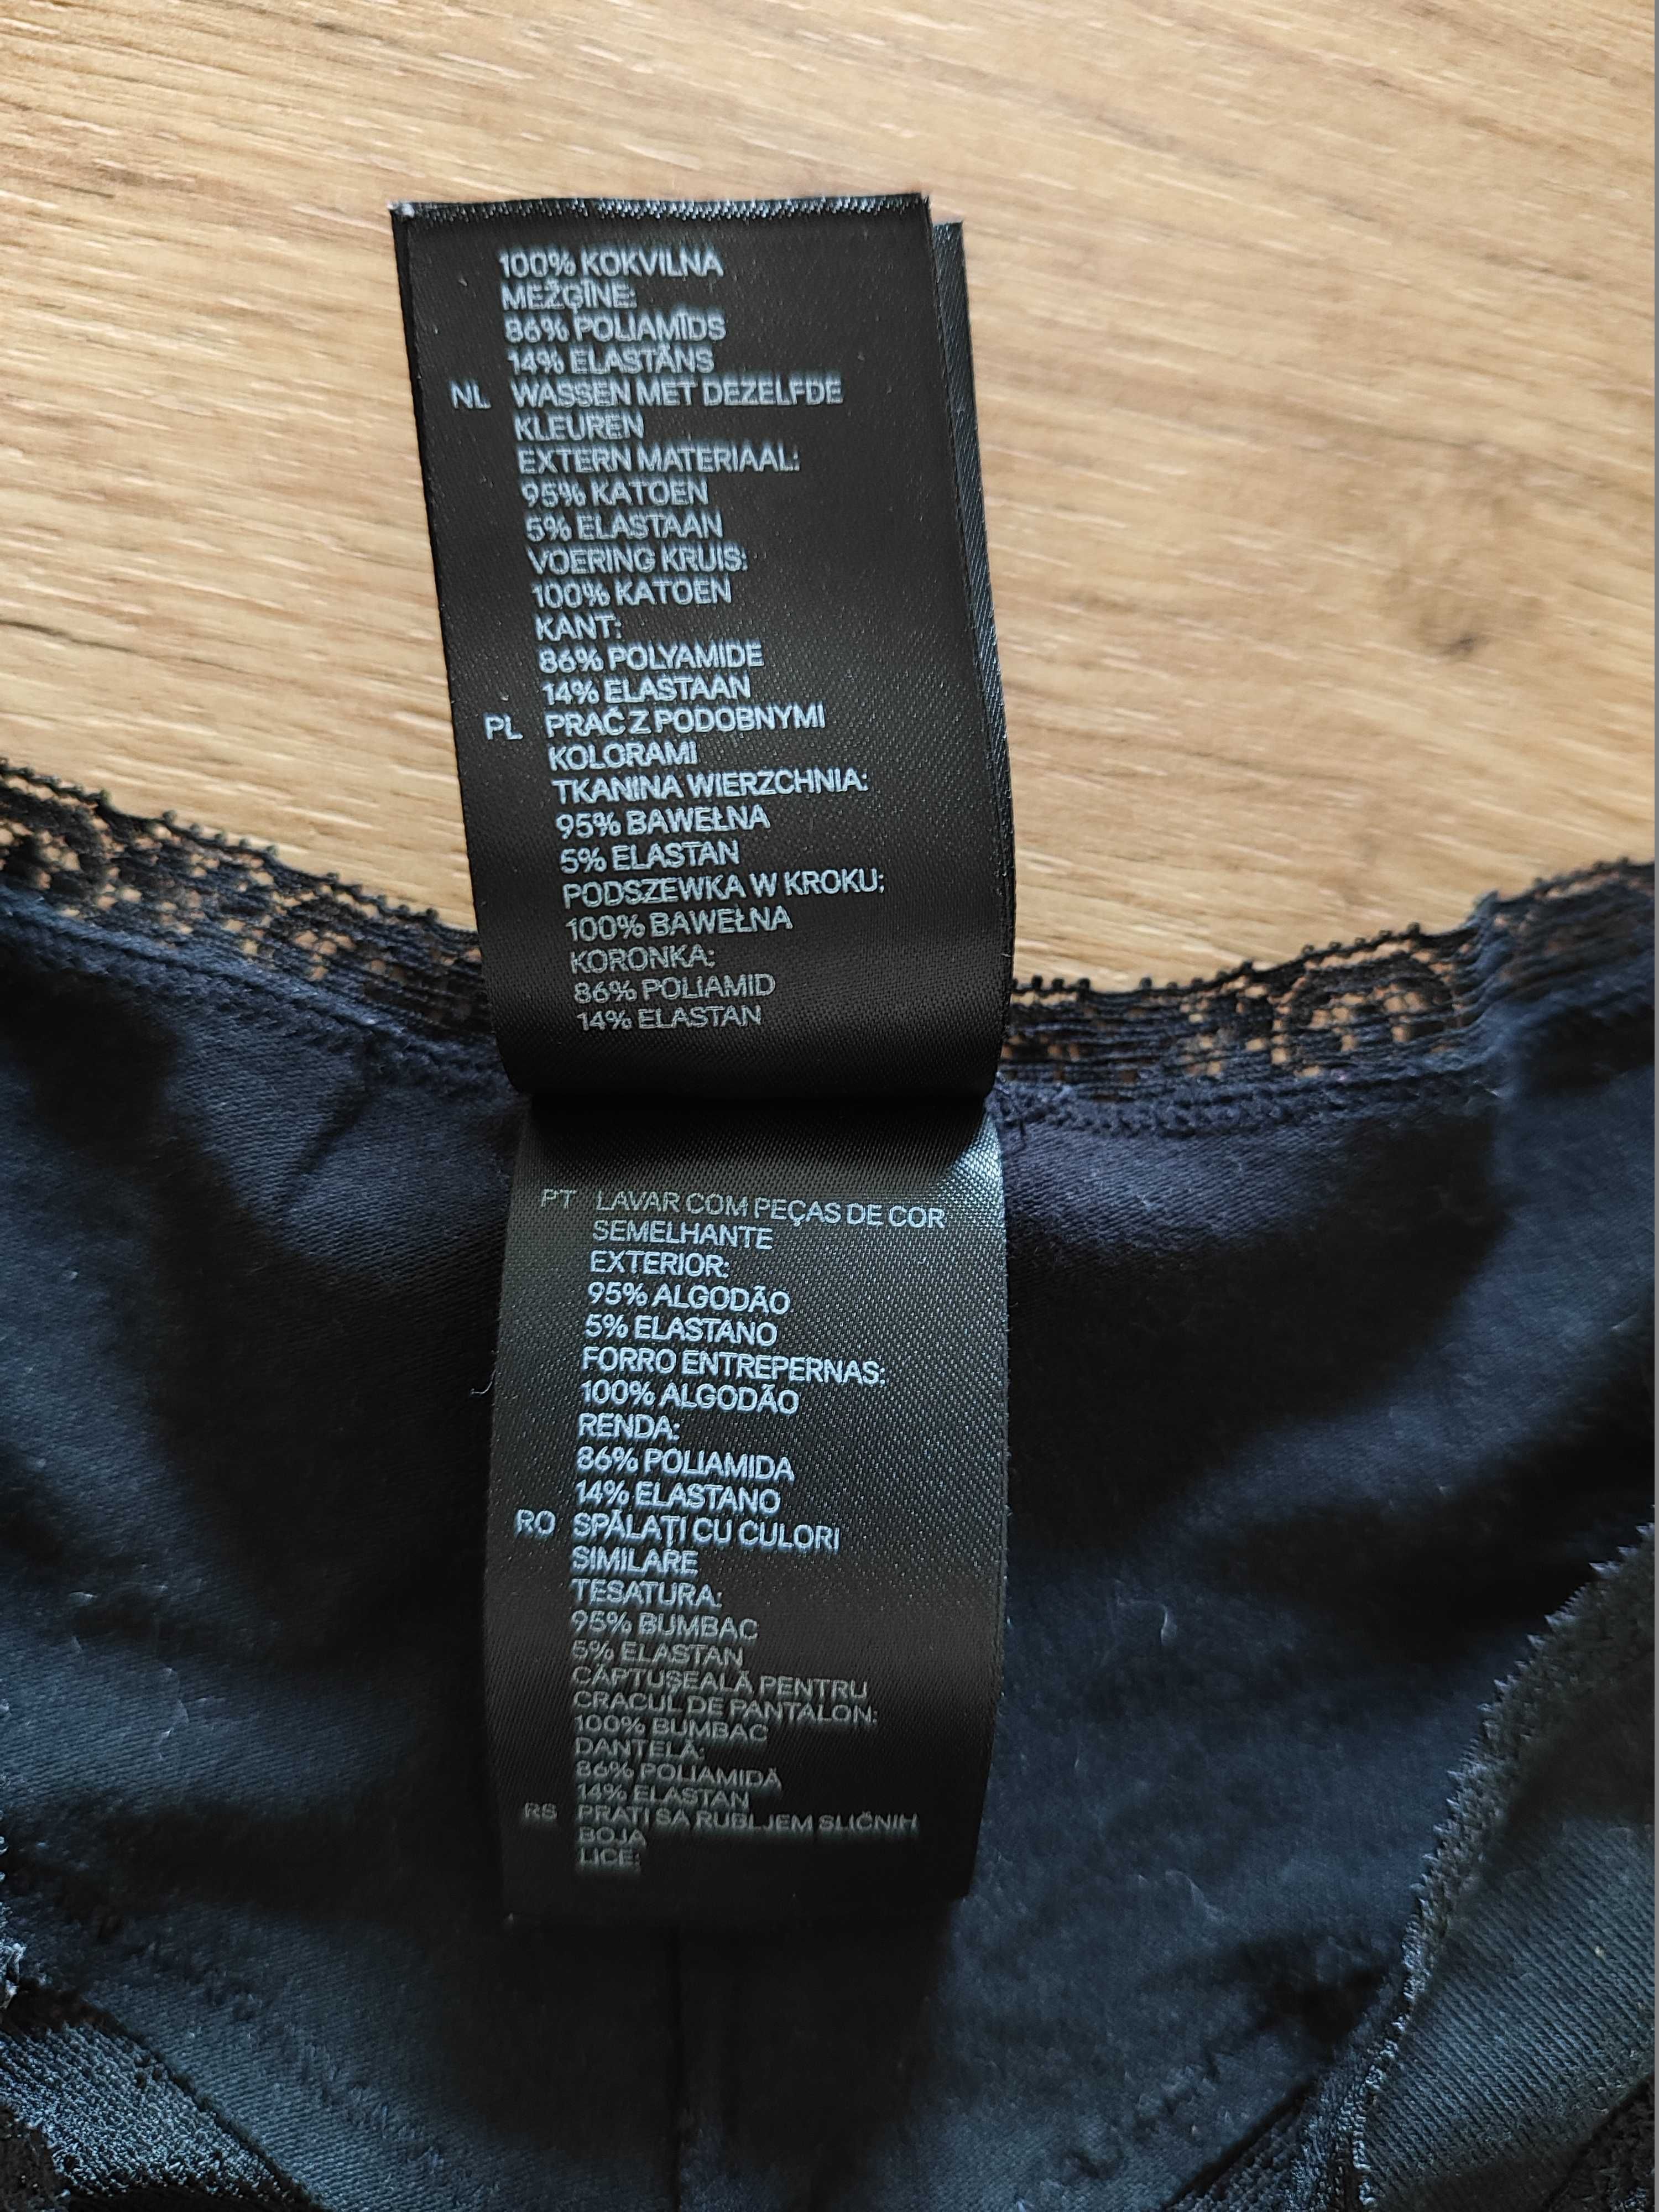 100% KOKVILNA
MEŽĢĪNE:
86% POLIAMĪDS
14% ELASTĀNS
NL WASSEN MET DEZELFDE
KLEUREN
EXTERN MATERIAAL:
95% KATOEN
5% ELASTAAN
VOERING KRUIS:
100% KATOEN
KANT:
86% POLYAMIDE
14% ELASTAAN
PL PRAĆ Z PODOBNYMI
KOLORAMI
TKANINA WIERZCHNIA:
95% BAWEŁNA
5% ELASTAN
PODSZEWKA W KROKU:
100% BAWEŁNA
KORONKA:
86% POLIAMID
14% ELASTAN
PT LAVAR COM PEÇAS DE COR
SEMELHANTE
EXTERIOR:
95% ALGODÃO
5% ELASTANO
FORRO ENTREPERNAS:
100% ALGODÃO
RENDA:
86% POLIAMIDA
14% ELASTANO
RO SPĂLAȚI CU CULORI
SIMILARE
TESATURA:
95% BUMBAC
5% ELASTAN
CĂPTUȘEALĂ PENTRU
CRACUL DE PANTALON:
100% BUMBAC
DANTELĂ:
86% POLIAMIDĂ
14% ELASTAN
RS PRATI SA RUBLJEM SLIČNIH
BOJA
LICE: